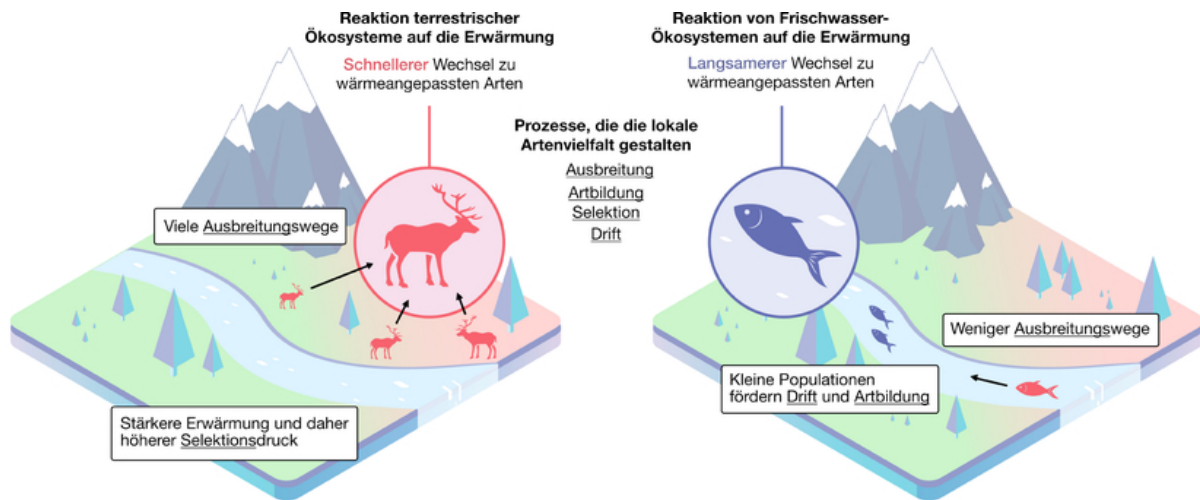 Reaktion terrestrischer
Ökosysteme auf die Erwärmung
Schnellerer Wechsel zu
wärmeangepassten Arten
Viele Ausbreitungswege
Stärkere Erwärmung und daher
höherer Selektionsdruck
Prozesse, die die lokale
Artenvielfalt gestalten
Ausbreitung
Artbildung
Selektion
Drift
Reaktion von Frischwasser-
Ökosystemen auf die Erwärmung
Langsamerer Wechsel zu
wärmeangepassten Arten
Weniger Ausbreitungswege
Kleine Populationen
fördern Drift und Artbildung